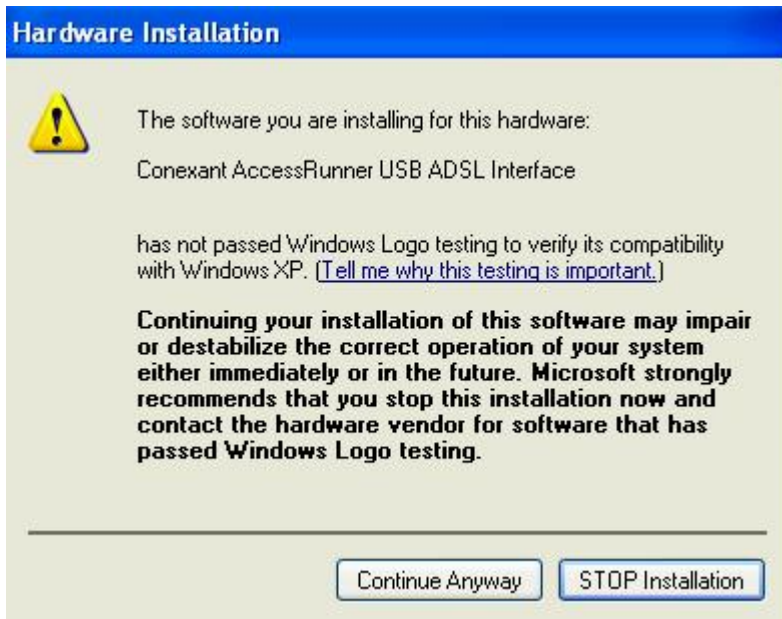 Hardware Installation
The software you are installing for this hardware:
Conexant AccessRunner USB ADSL Interface
has not passed Windows Logo testing to verify its compatibility
with Windows XP. (Tell me why this testing is important.)
Continuing your installation of this software may impair
or destabilize the correct operation of your system
either immediately or in the future. Microsoft strongly
recommends that you stop this installation now and
contact the hardware vendor for software that has
passed Windows Logo testing.
Continue Anyway
STOP Installation